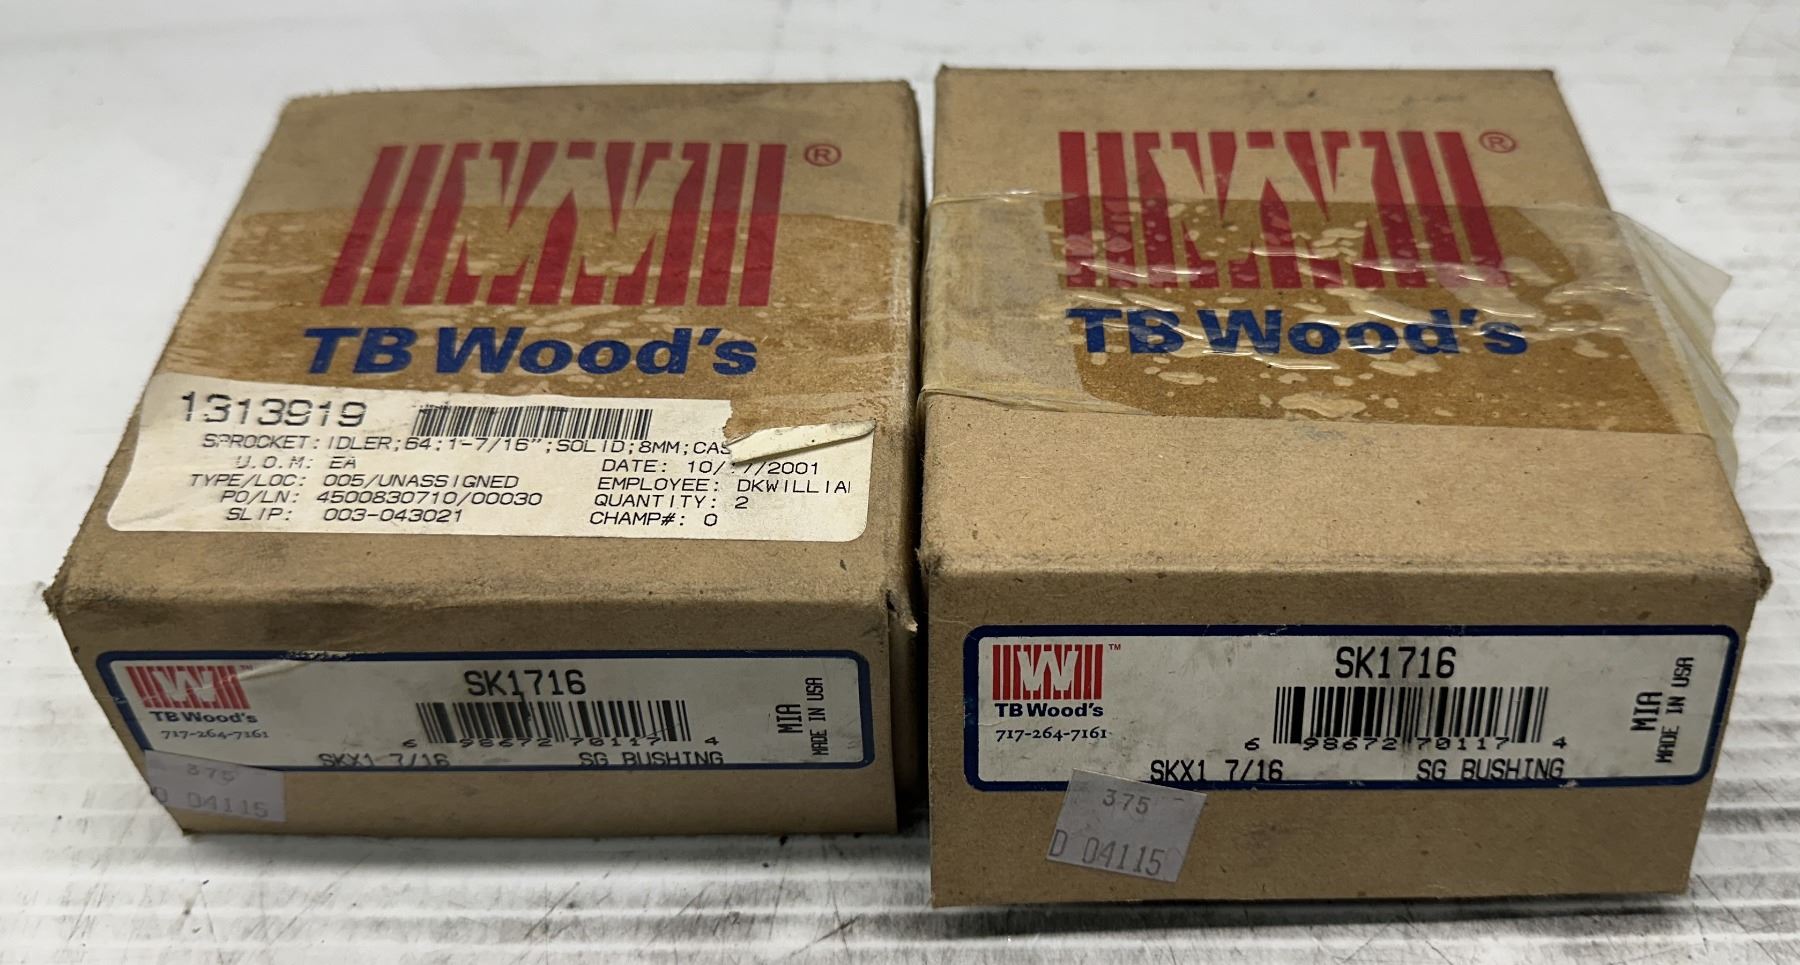 ®
TB Wood's
1313919
SPROCKET: IDLER;64;1-7/16";SOLID;8MM;CAS
U.O.M: EA
DATE: 10/ 7/2001
TYPE/LOC: 005/UNASSIGNED
EMPLOYEE: DKWILLIA
PO/LN: 4500830710/00030
QUANTITY: 2
SLIP: 003-043021
CHAMP#: 0
TM
TB Wood's
717-264-7161
SK1716
6 98672 70117 4
SKX1 7/16 SG BUSHING
MIA
MADE IN USA
375
D 04115
®
TB Wood's
TM
TB Wood's
717-264-7161
SK1716
6 98672 70117 4
SKX1 7/16 SG BUSHING
MIA
MADE IN USA
375
D 04115